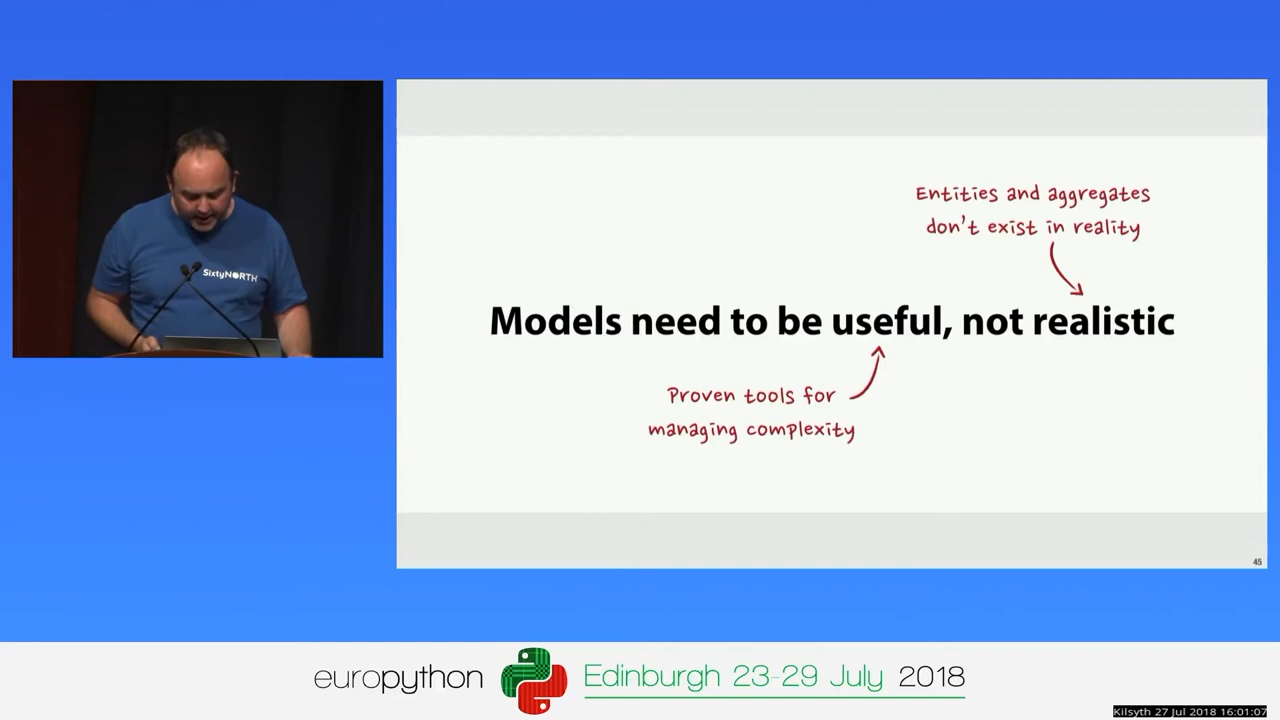 SixtyNORTH
Entities and aggregates
don't exist in reality
Models need to be useful, not realistic
Proven tools for
managing complexity
45
europython Edinburgh 23-29 July 2018
Kilsyth 27 Jul 2018 16:01:07